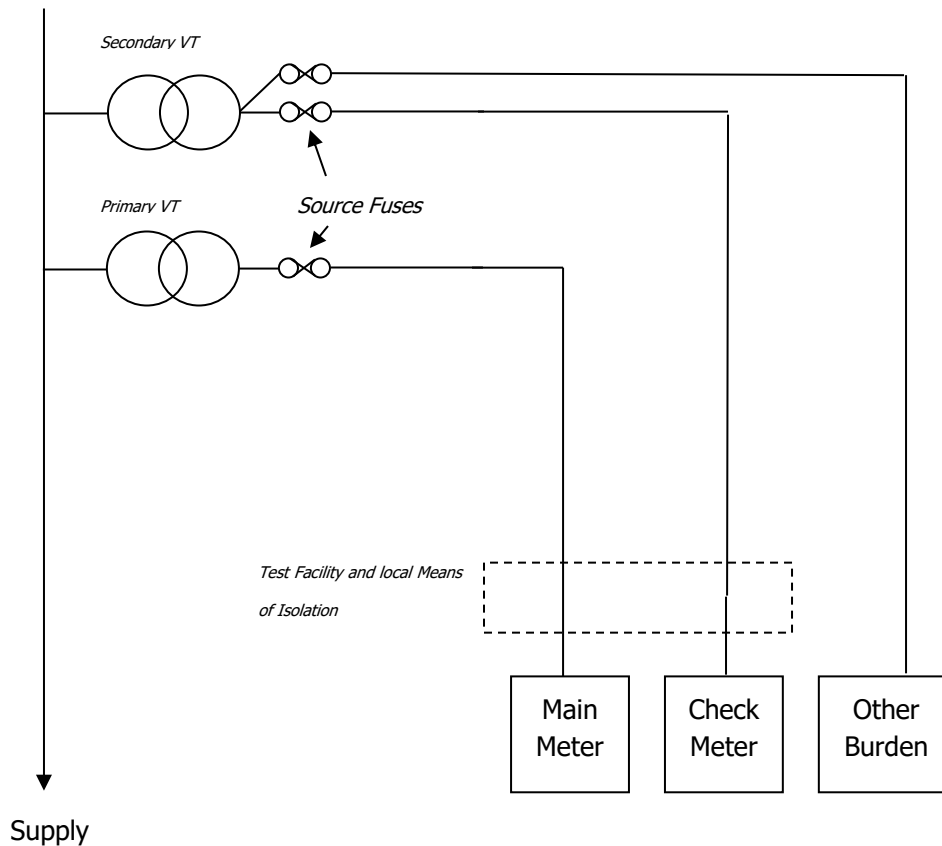 Secondary VT
Primary VT
Source Fuses
Test Facility and local Means
of Isolation
Main
Meter
Check
Meter
Other
Burden
Supply